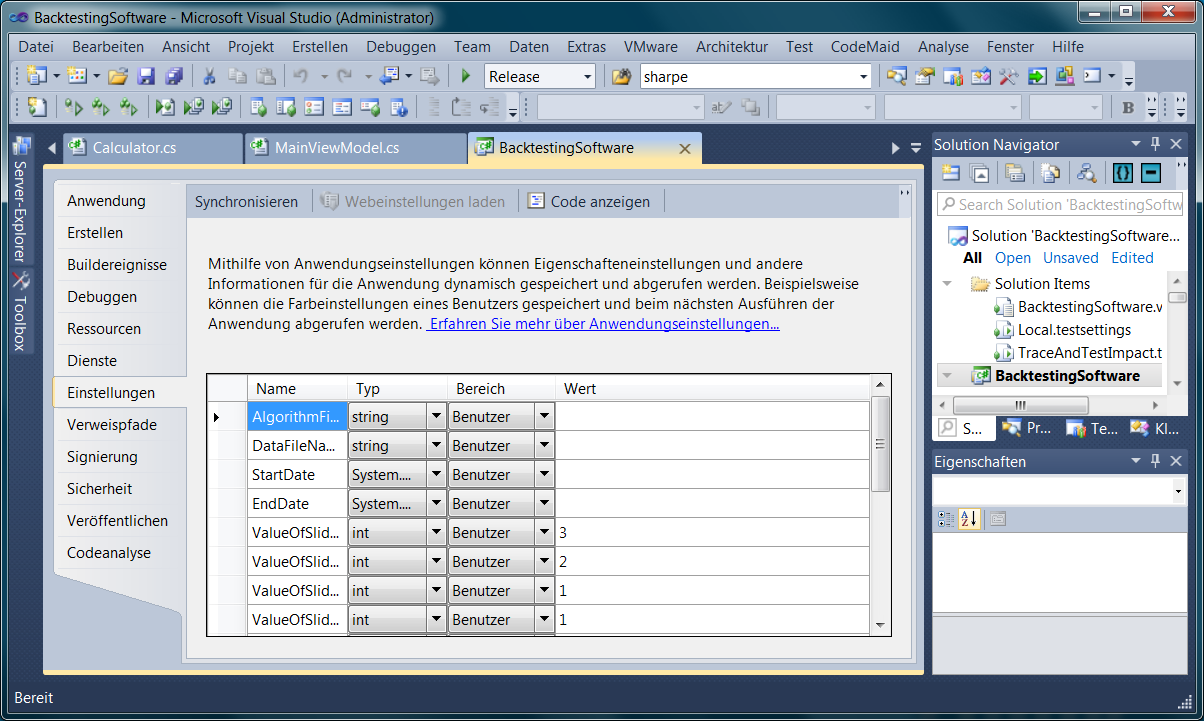 BacktestingSoftware - Microsoft Visual Studio (Administrator)
Datei Bearbeiten Ansicht Projekt Erstellen Debuggen Team Daten Extras VMware Architektur Test CodeMaid Analyse Fenster Hilfe
Release sharpe
B
Server-Explorer
Toolbox
Calculator.cs MainViewModel.cs BacktestingSoftware
Anwendung
Erstellen
Buildereignisse
Debuggen
Ressourcen
Dienste
Einstellungen
Verweispfade
Signierung
Sicherheit
Veröffentlichen
Codeanalyse
Synchronisieren Webeinstellungen laden Code anzeigen
Mithilfe von Anwendungseinstellungen können Eigenschafteneinstellungen und andere
Informationen für die Anwendung dynamisch gespeichert und abgerufen werden. Beispielsweise
können die Farbeinstellungen eines Benutzers gespeichert und beim nächsten Ausführen der
Anwendung abgerufen werden. Erfahren Sie mehr über Anwendungseinstellungen...
Name Typ Bereich Wert
AlgorithmFi... string Benutzer
DataFileNa... string Benutzer
StartDate System.... Benutzer
EndDate System.... Benutzer
ValueOfSlid... int Benutzer 3
ValueOfSlid... int Benutzer 2
ValueOfSlid... int Benutzer 1
ValueOfSlid... int Benutzer 1
Solution Navigator
Search Solution 'BacktestingSoftw
Solution 'BacktestingSoftware...
All Open Unsaved Edited
Solution Items
BacktestingSoftware.v
Local.testsettings
TraceAndTestImpact.t
BacktestingSoftware
S... Pr... Te... Kl...
Eigenschaften
Bereit